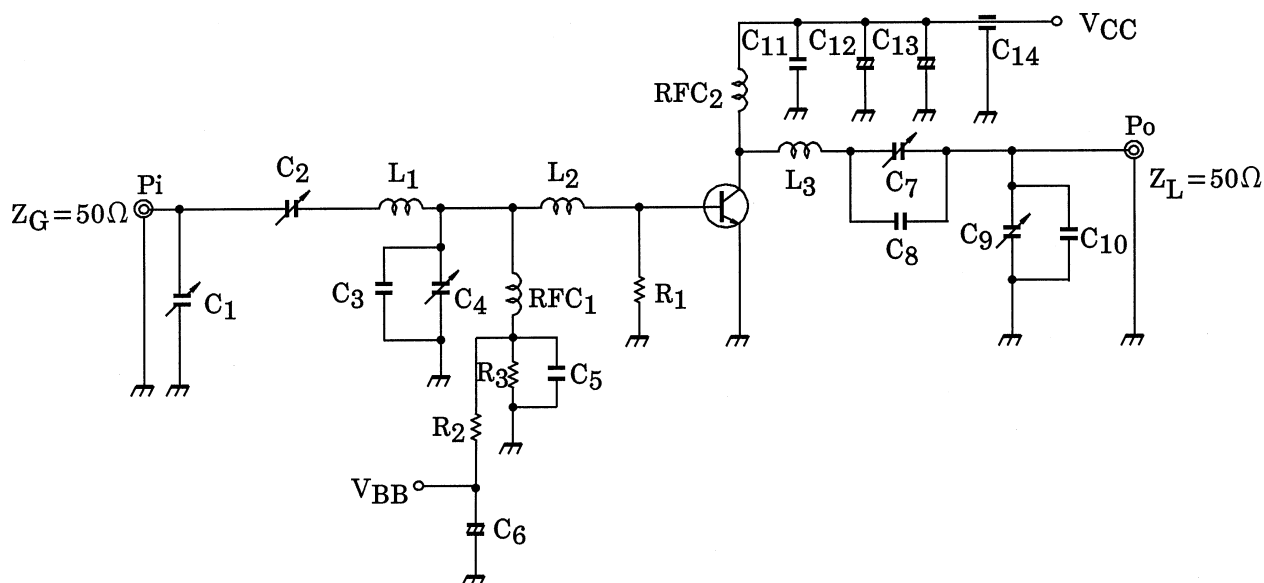 VCC
C11
C12
C13
C14
RFC2
Po
C2
L1
L2
L3
C7
ZL=50Ω
Pi
ZG=50Ω
C8
C9
C10
C1
C3
C4
RFC1
R1
R3
C5
R2
VBB
C6